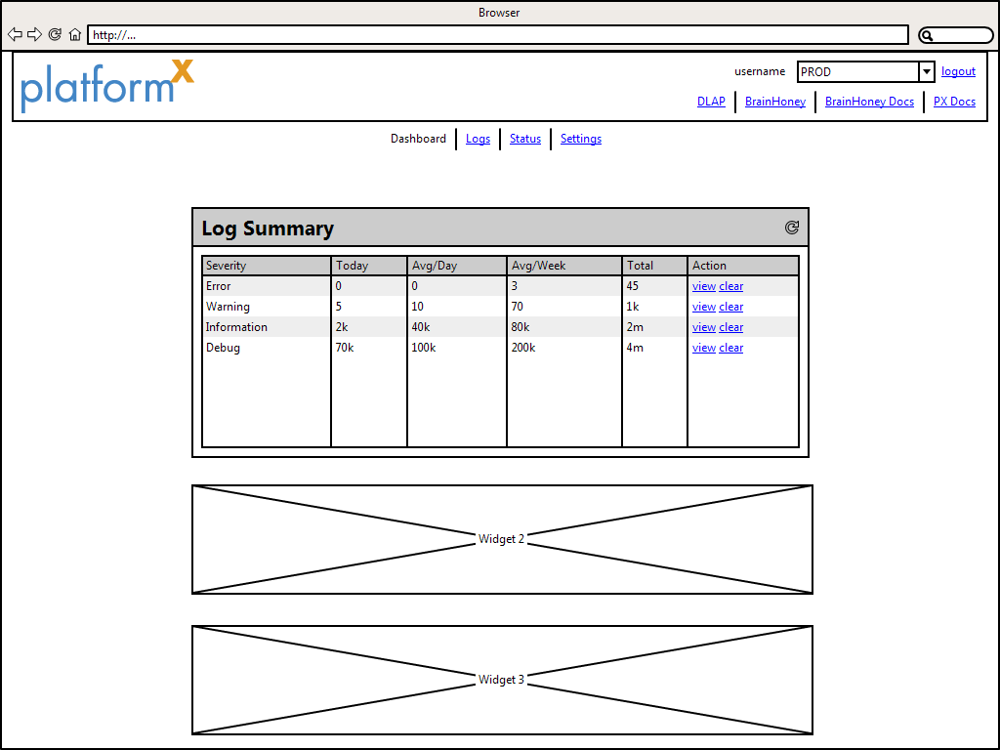 Browser
http://...
platformX
username PROD logout
DLAP BrainHoney BrainHoney Docs PX Docs
Dashboard Logs Status Settings
Log Summary
Severity Today Avg/Day Avg/Week Total Action
Error 0 0 3 45 view clear
Warning 5 10 70 1k view clear
Information 2k 40k 80k 2m view clear
Debug 70k 100k 200k 4m view clear
Widget 2
Widget 3